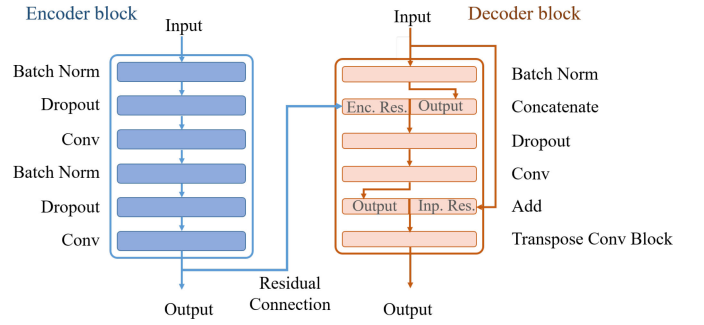 Encoder block
Input
Batch Norm
Dropout
Conv
Batch Norm
Dropout
Conv
Output
Residual
Connection
Decoder block
Input
Batch Norm
Enc. Res. Output
Concatenate
Dropout
Conv
Output Inp. Res.
Add
Transpose Conv Block
Output